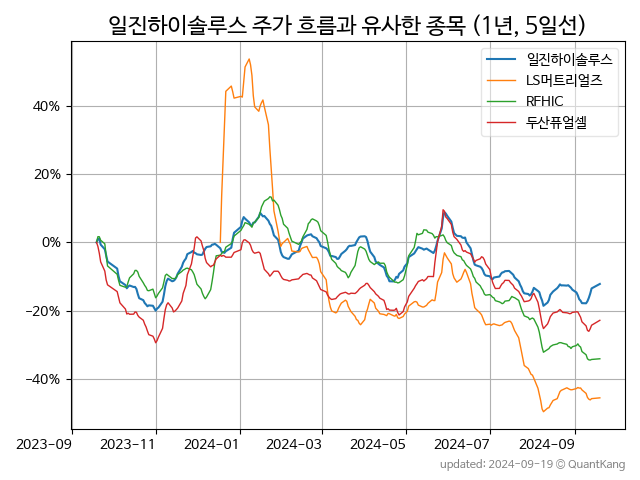 일진하이솔루스 주가 흐름과 유사한 종목 (1년, 5일선)
일진하이솔루스
LS머트리얼즈
RFHIC
두산퓨얼셀
40%
20%
0%
−20%
−40%
2023-09
2023-11
2024-01
2024-03
2024-05
2024-07
2024-09
updated: 2024-09-19 © QuantKang